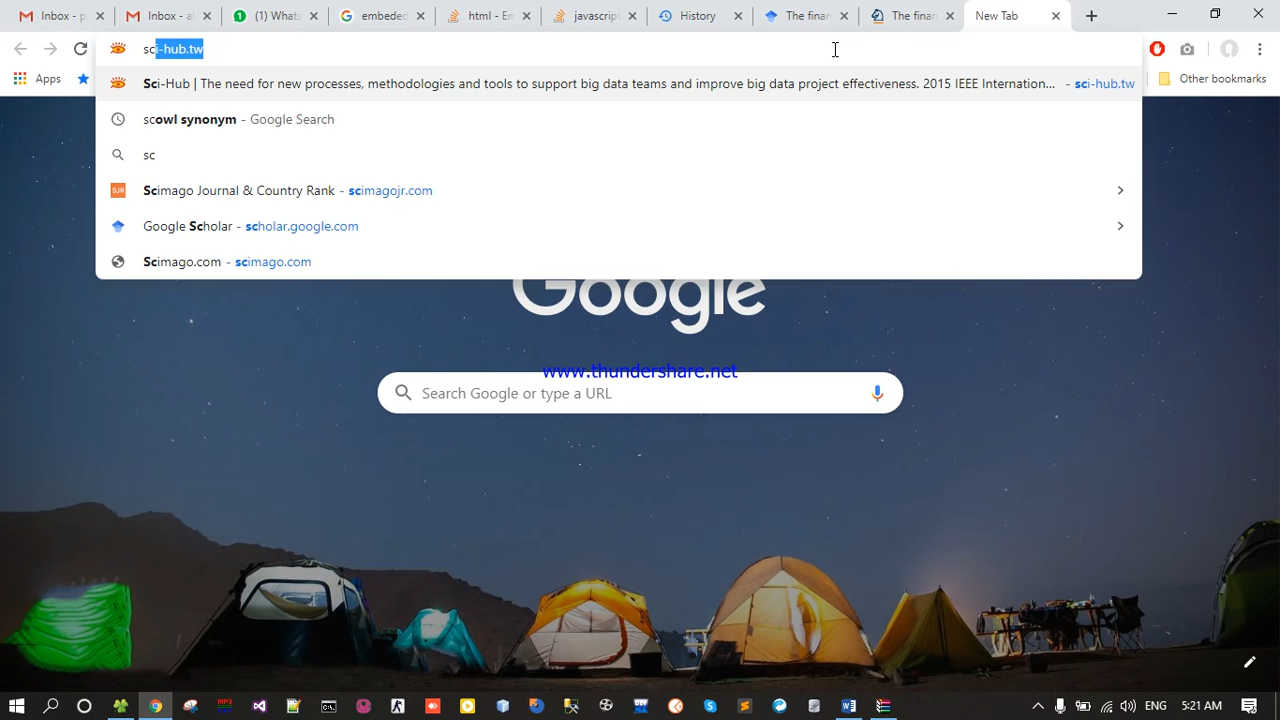 Inbox - p
Inbox - al
(1) Whats
embeded
html - En
javascript
History
The finan
The finan
New Tab
sci-hub.tw
Sci-Hub | The need for new processes, methodologies and tools to support big data teams and improve big data project effectiveness. 2015 IEEE Internation... - sci-hub.tw
scowl synonym - Google Search
sc
SJR Scimago Journal & Country Rank - scimagojr.com
Google Scholar - scholar.google.com
Scimago.com - scimago.com
Apps
Other bookmarks
Google
www.thundershare.net
Search Google or type a URL
MP3
ENG
5:21 AM